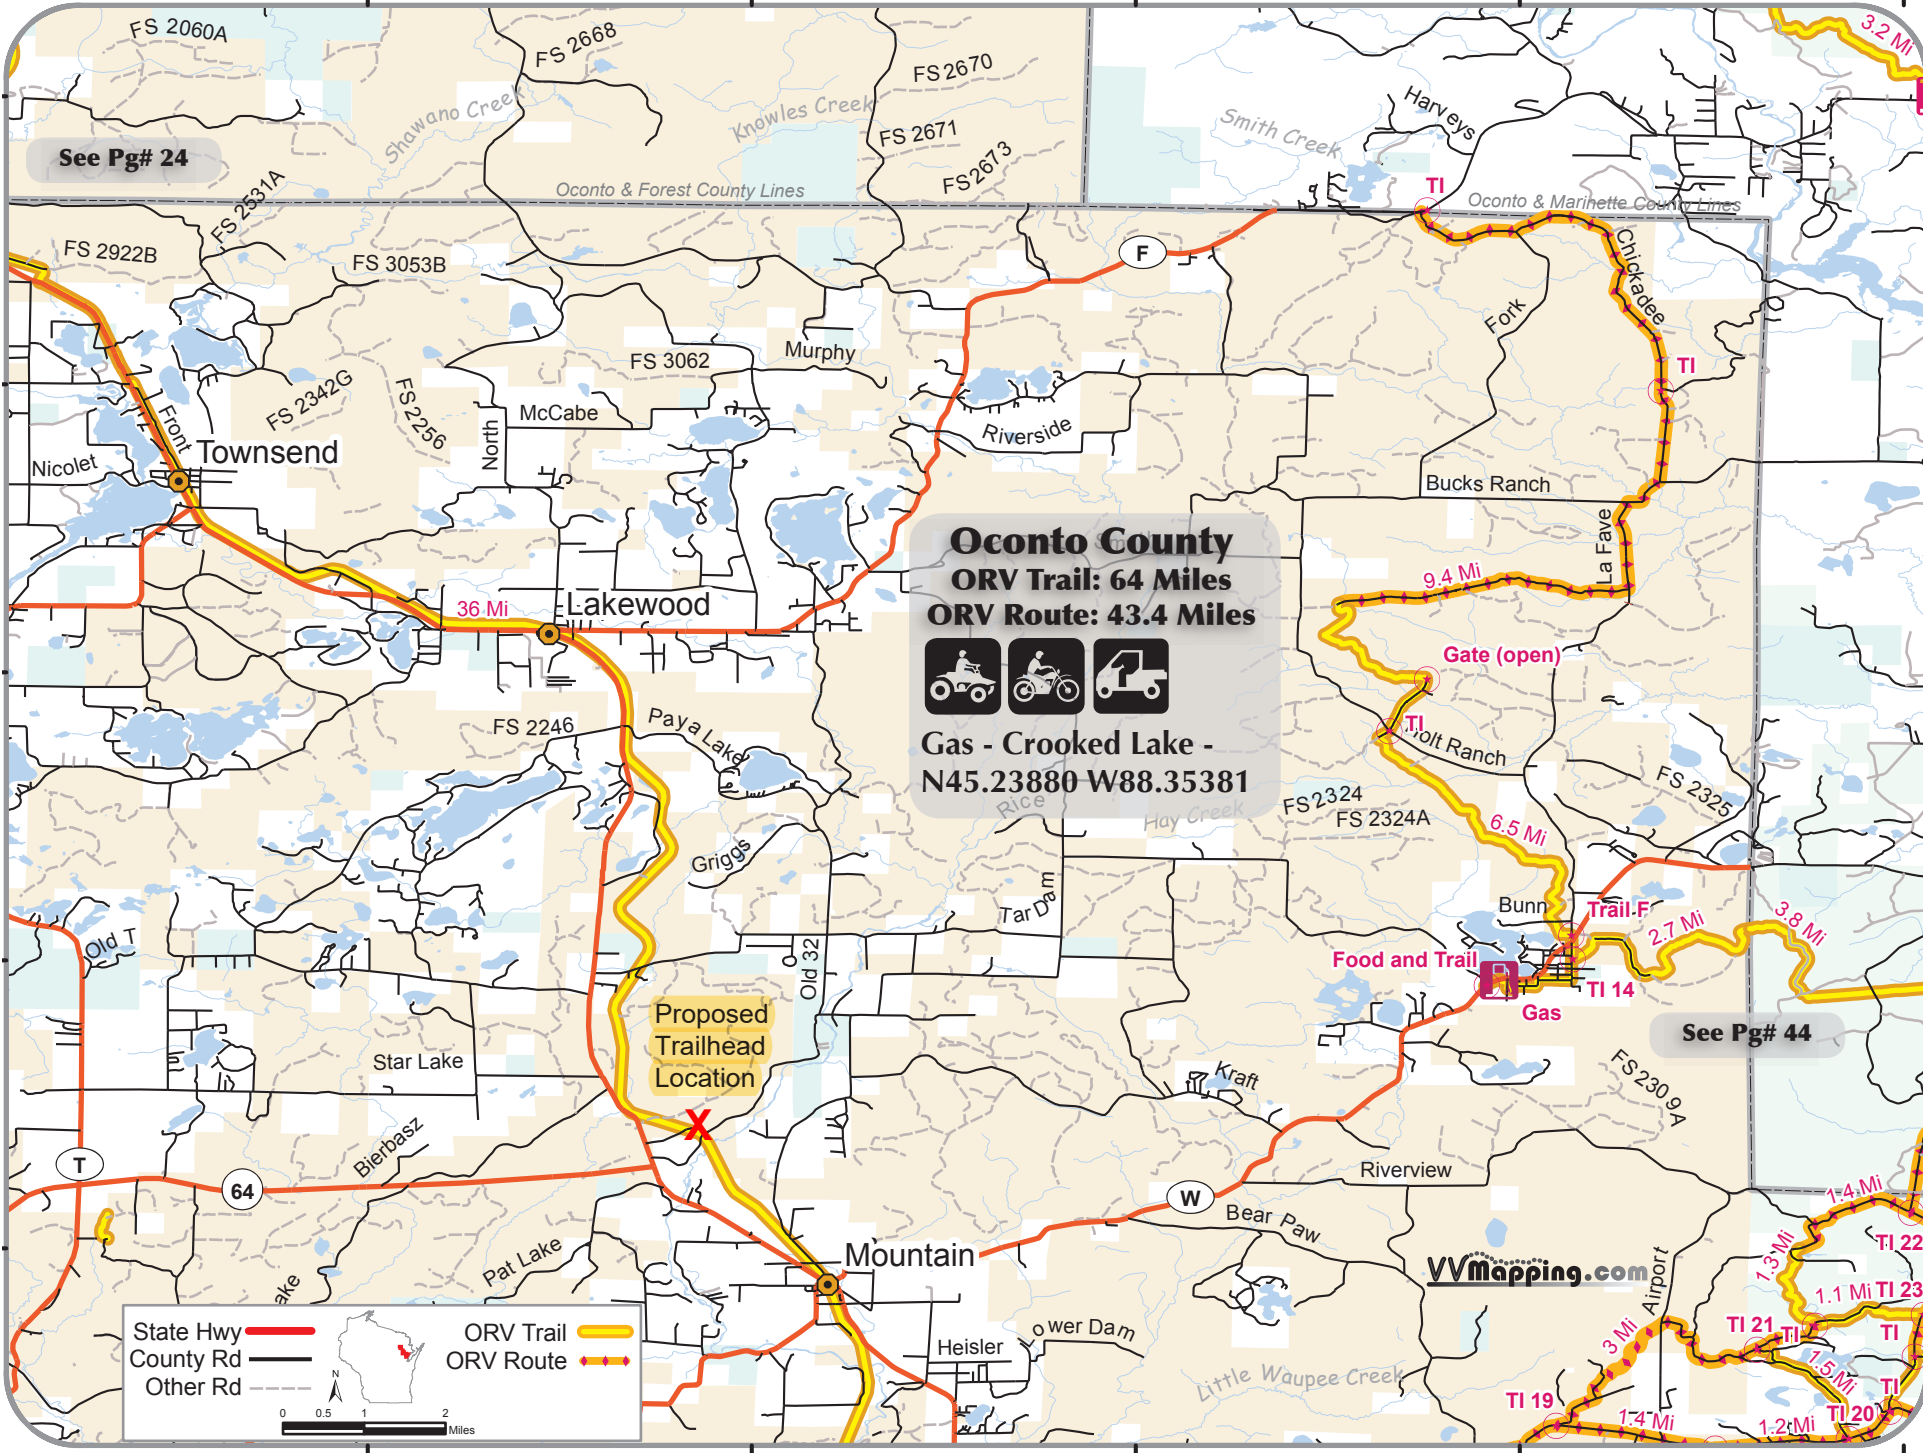 FS 2060A
FS 2668
FS 2670
3.2 Mi
Shawano Creek
Knowles Creek
FS 2671
Smith Creek
Harveys
See Pg# 24
FS 2673
FS 2531A
Oconto & Forest County Lines
TI
Oconto & Marinette County Lines
FS 2922B
FS 3053B
F
Chickadee
Fork
Murphy
FS 3062
TI
FS 2342G
FS 2256
McCabe
Front
North
Riverside
Townsend
Nicolet
Bucks Ranch
La Fave
Oconto County
ORV Trail: 64 Miles
ORV Route: 43.4 Miles
Gas - Crooked Lake -
N45.23880 W88.35381
9.4 Mi
36 Mi
Lakewood
Gate (open)
TI
Holt Ranch
FS 2246
Paya Lake
FS 2325
Rice
Hay Creek
FS 2324
FS 2324A
6.5 Mi
Griggs
Tar Dam
Bunn
Trail F
2.7 Mi
3.8 Mi
Old T
Old 32
Food and Trail
TI 14
Gas
Proposed
Trailhead
Location
See Pg# 44
Star Lake
Kraft
FS 2309A
X
Bierbasz
T
64
Riverview
W
Bear Paw
1.4 Mi
TI 22
Pat Lake
Mountain
1.3 Mi
VVMapping.com
Airport
ake
1.1 Mi
TI 23
TI 21
TI
TI
3 Mi
Heisler
Lower Dam
Little Waupee Creek
1.5 Mi
TI
TI 19
1.4 Mi
1.2 Mi
TI 20
State Hwy
County Rd
Other Rd
N
ORV Trail
ORV Route
0 0.5 1 2
Miles